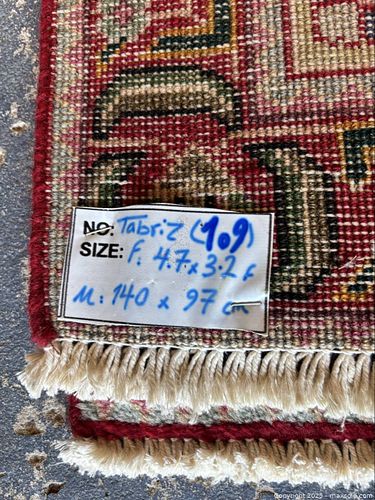 NO: Tabriz (109)
SIZE: f. 4.7 x 3.2 f
M: 140 x 97 cm
Copyright 2025 - maxsold.com